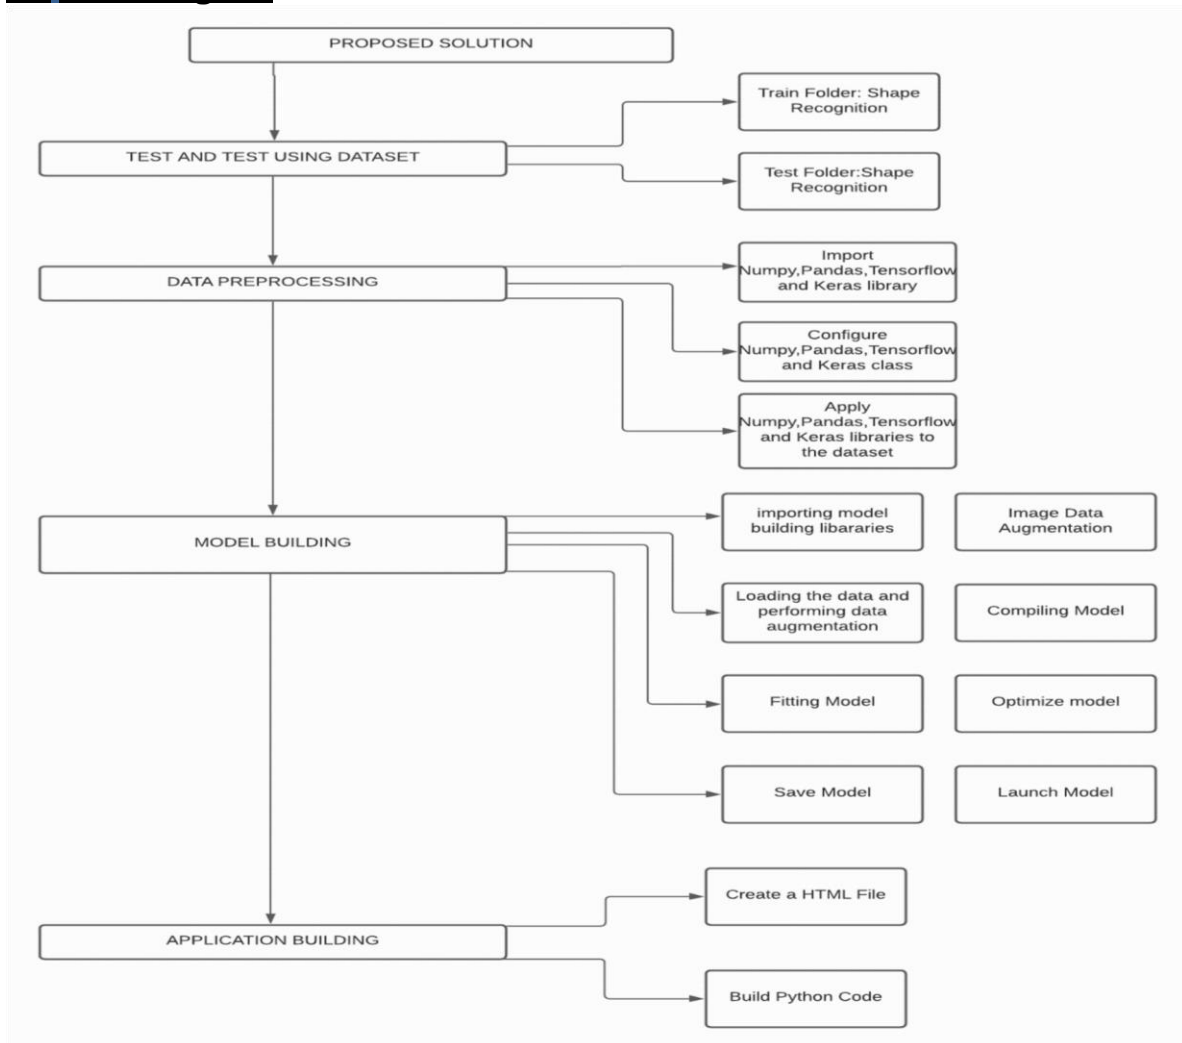 PROPOSED SOLUTION
Train Folder: Shape
Recognition
TEST AND TEST USING DATASET
Test Folder:Shape
Recognition
Import
Numpy,Pandas,Tensorflow
and Keras library
DATA PREPROCESSING
Configure
Numpy,Pandas,Tensorflow
and Keras class
Apply
Numpy,Pandas,Tensorflow
and Keras libraries to
the dataset
importing model
building libararies
Image Data
Augmentation
MODEL BUILDING
Loading the data and
performing data
augmentation
Compiling Model
Fitting Model
Optimize model
Save Model
Launch Model
Create a HTML File
APPLICATION BUILDING
Build Python Code